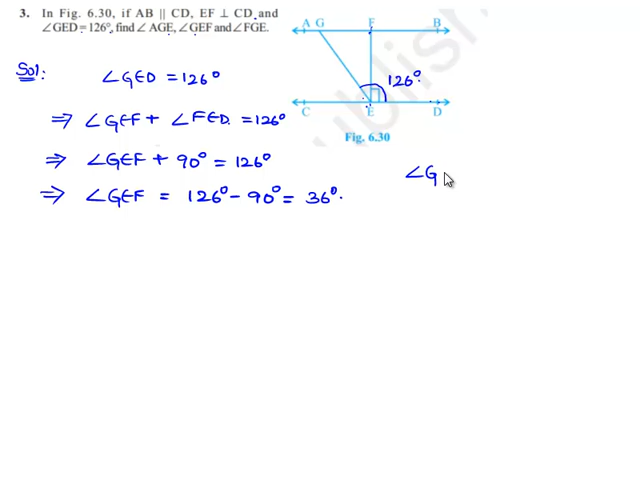 3. In Fig. 6.30, if AB || CD, EF ⊥ CD and
∠GED = 126°, find ∠ AGE, ∠ GEF and ∠ FGE.
A G F B
126°
C E D
Fig. 6.30
Sol:
∠GED = 126°
⇒ ∠GEF + ∠FED = 126°
⇒ ∠GEF + 90° = 126°
⇒ ∠GEF = 126° - 90° = 36°.
∠G